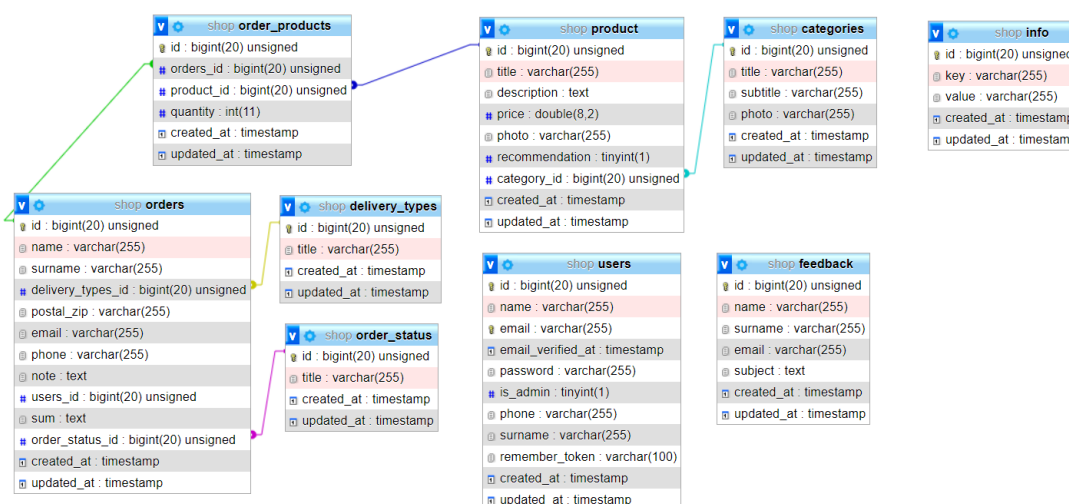 shop order_products
id : bigint(20) unsigned
orders_id : bigint(20) unsigned
product_id : bigint(20) unsigned
quantity : int(11)
created_at : timestamp
updated_at : timestamp
shop product
id : bigint(20) unsigned
title : varchar(255)
description : text
price : double(8,2)
photo : varchar(255)
recommendation : tinyint(1)
category_id : bigint(20) unsigned
created_at : timestamp
updated_at : timestamp
shop categories
id : bigint(20) unsigned
title : varchar(255)
subtitle : varchar(255)
photo : varchar(255)
created_at : timestamp
updated_at : timestamp
shop info
id : bigint(20) unsigned
key : varchar(255)
value : varchar(255)
created_at : timestamp
updated_at : timestamp
shop orders
id : bigint(20) unsigned
name : varchar(255)
surname : varchar(255)
delivery_types_id : bigint(20) unsigned
postal_zip : varchar(255)
email : varchar(255)
phone : varchar(255)
note : text
users_id : bigint(20) unsigned
sum : text
order_status_id : bigint(20) unsigned
created_at : timestamp
updated_at : timestamp
shop delivery_types
id : bigint(20) unsigned
title : varchar(255)
created_at : timestamp
updated_at : timestamp
shop order_status
id : bigint(20) unsigned
title : varchar(255)
created_at : timestamp
updated_at : timestamp
shop users
id : bigint(20) unsigned
name : varchar(255)
email : varchar(255)
email_verified_at : timestamp
password : varchar(255)
is_admin : tinyint(1)
phone : varchar(255)
surname : varchar(255)
remember_token : varchar(100)
created_at : timestamp
updated_at : timestamp
shop feedback
id : bigint(20) unsigned
name : varchar(255)
surname : varchar(255)
email : varchar(255)
subject : text
created_at : timestamp
updated_at : timestamp